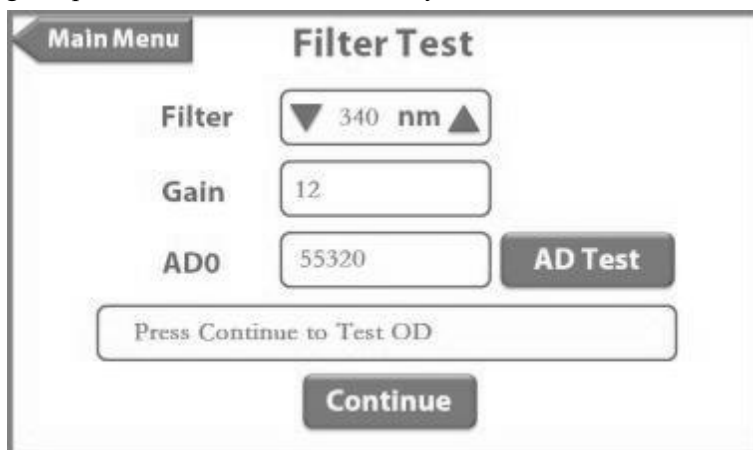 Main Menu
Filter Test
Filter 340 nm
Gain 12
AD0 55320 AD Test
Press Continue to Test OD
Continue